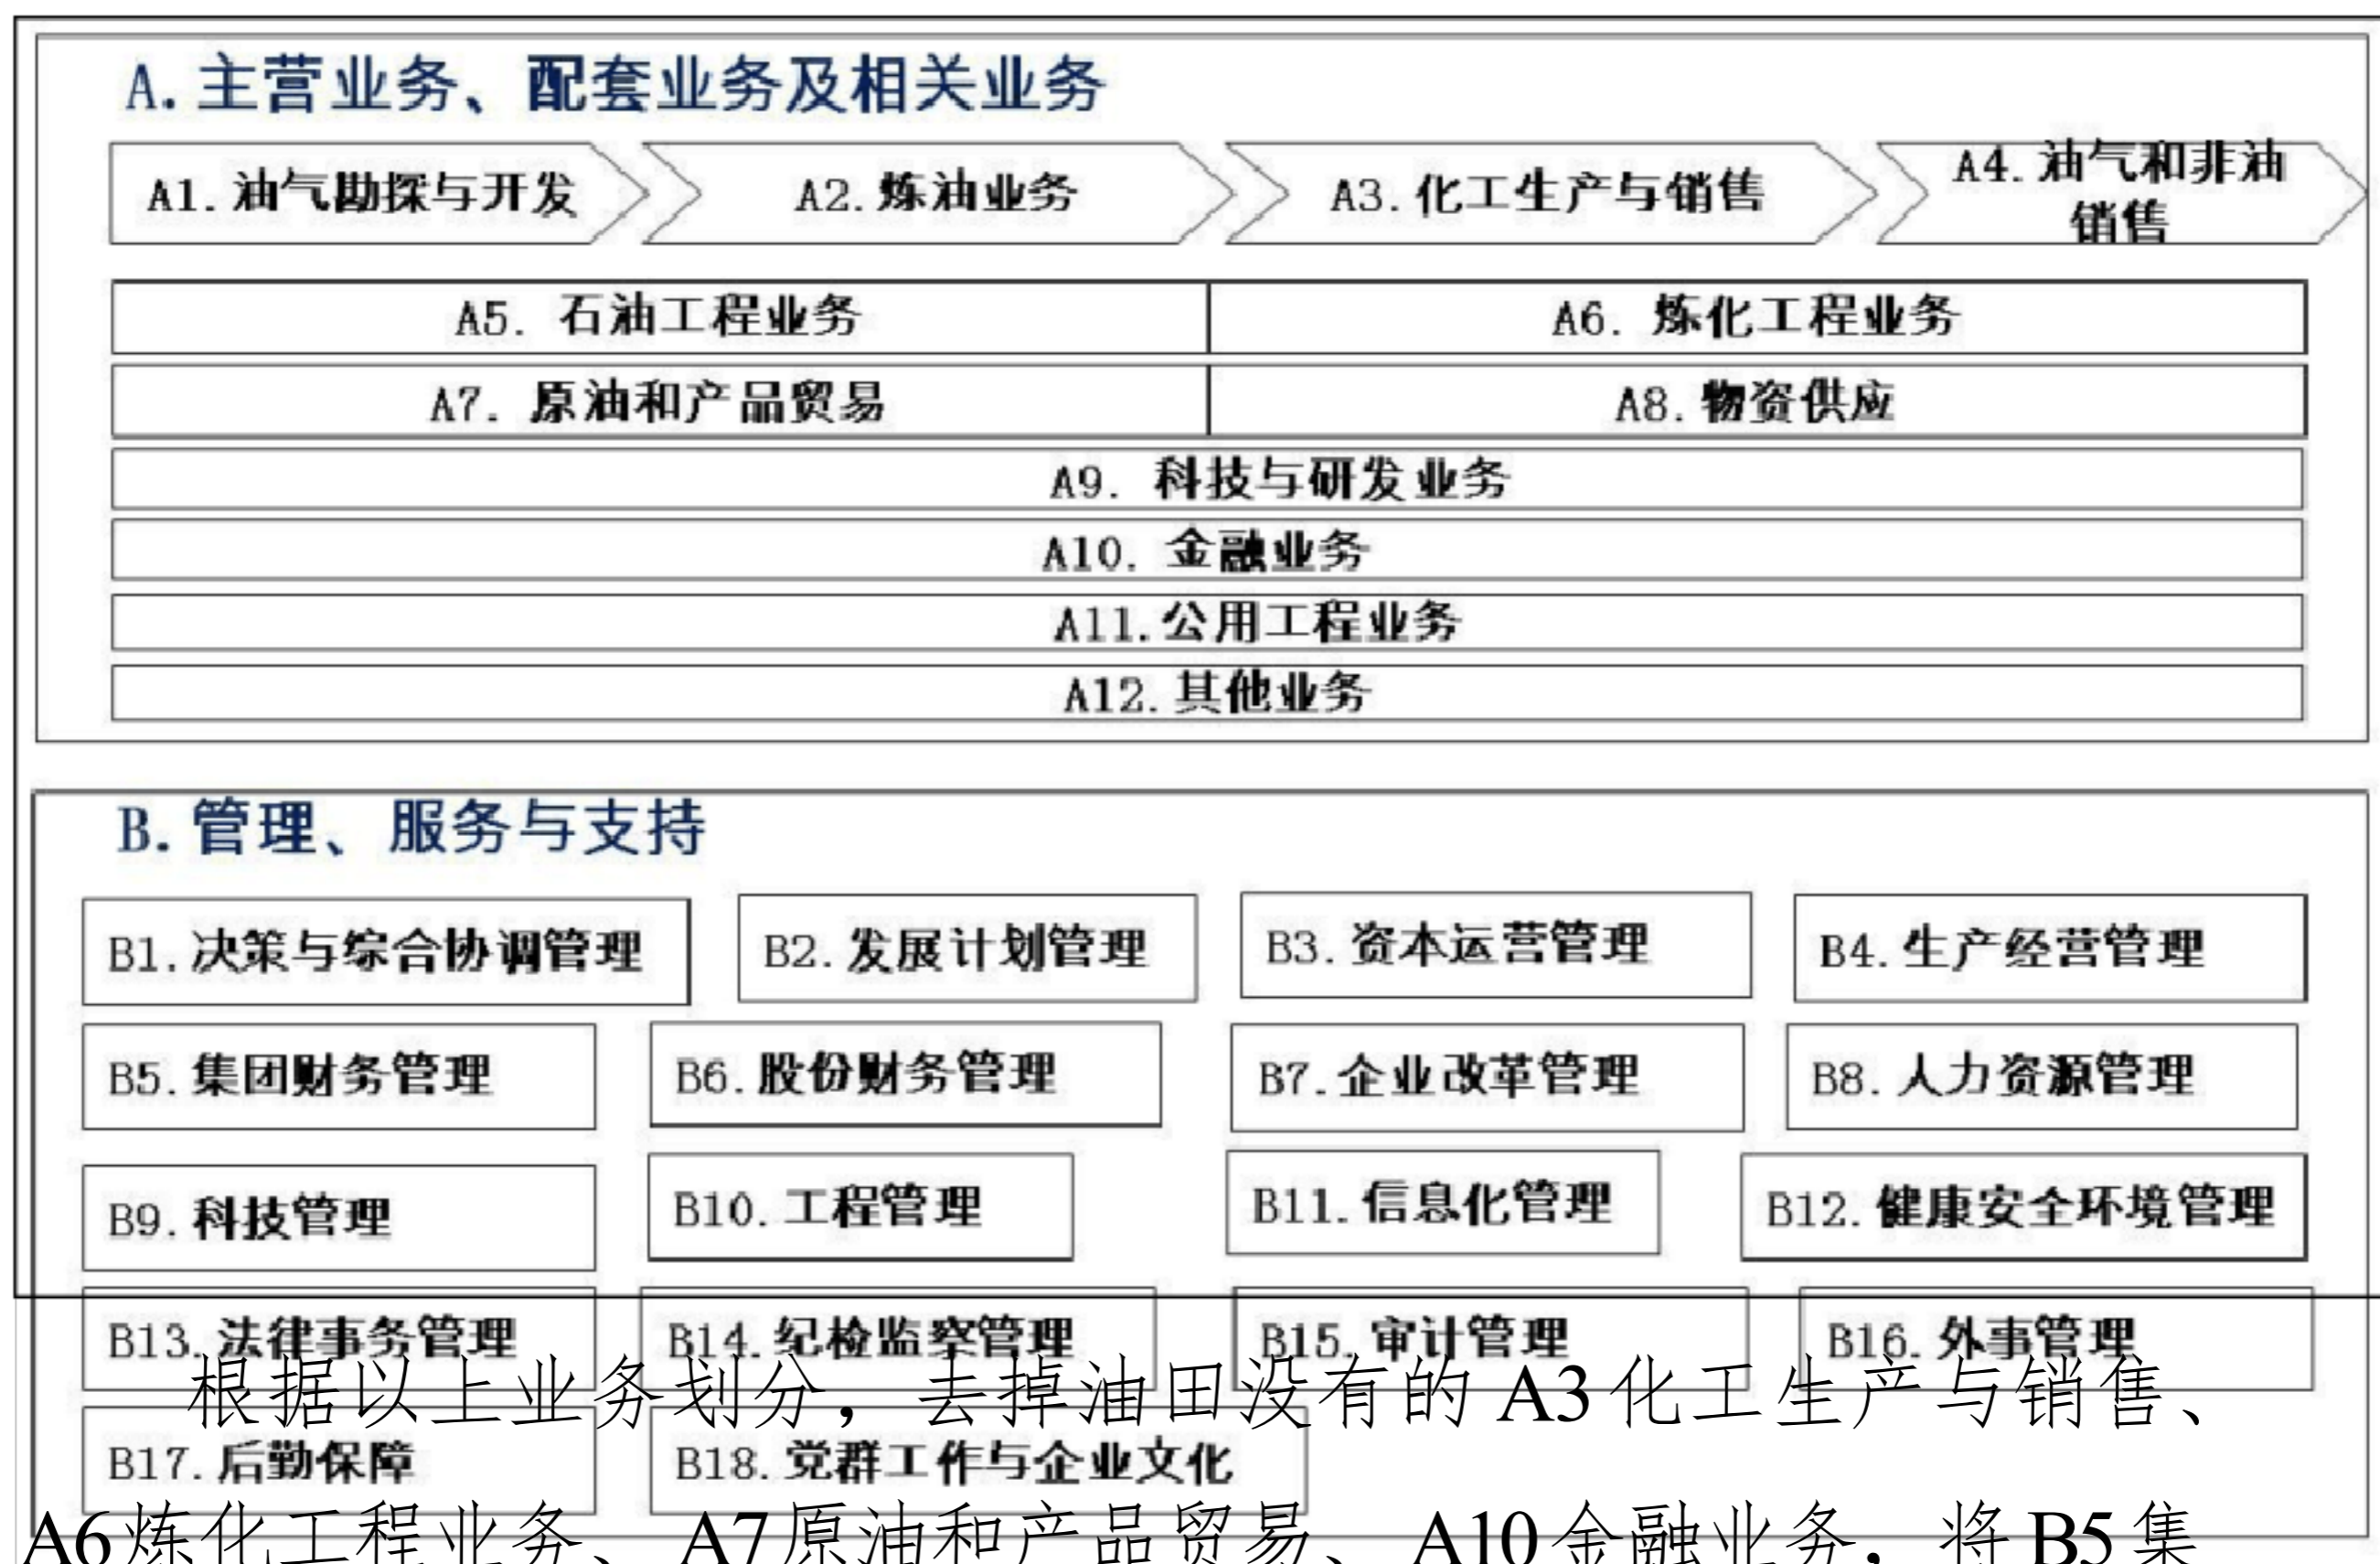 A.主营业务、配套业务及相关业务
A1.油气勘探与开发
A2.炼油业务
A3.化工生产与销售
A4.油气和非油
销售
A5. 石油工程业务
A6. 炼化工程业务
A7. 原油和产品贸易
A8.物资供应
A9. 科技与研发业务
A10. 金融业务
A11.公用工程业务
A12.其他业务
B.管理、服务与支持
B1.决策与综合协调管理
B2.发展计划管理
B3.资本运营管理
B4.生产经营管理
B5.集团财务管理
B6.股份财务管理
B7.企业改革管理
B8.人力资源管理
B9.科技管理
B10.工程管理
B11.信息化管理
B12.健康安全环境管理
B13.法律事务管理
B14.纪检监察管理
B15.审计管理
B16.外事管理
根据以上业务划分，去掉油田没有的 A3 化工生产与销售、
B17.后勤保障
B18.党群工作与企业文化
A6 炼化工程业务、A7 原油和产品贸易、A10 金融业务，将 B5 集